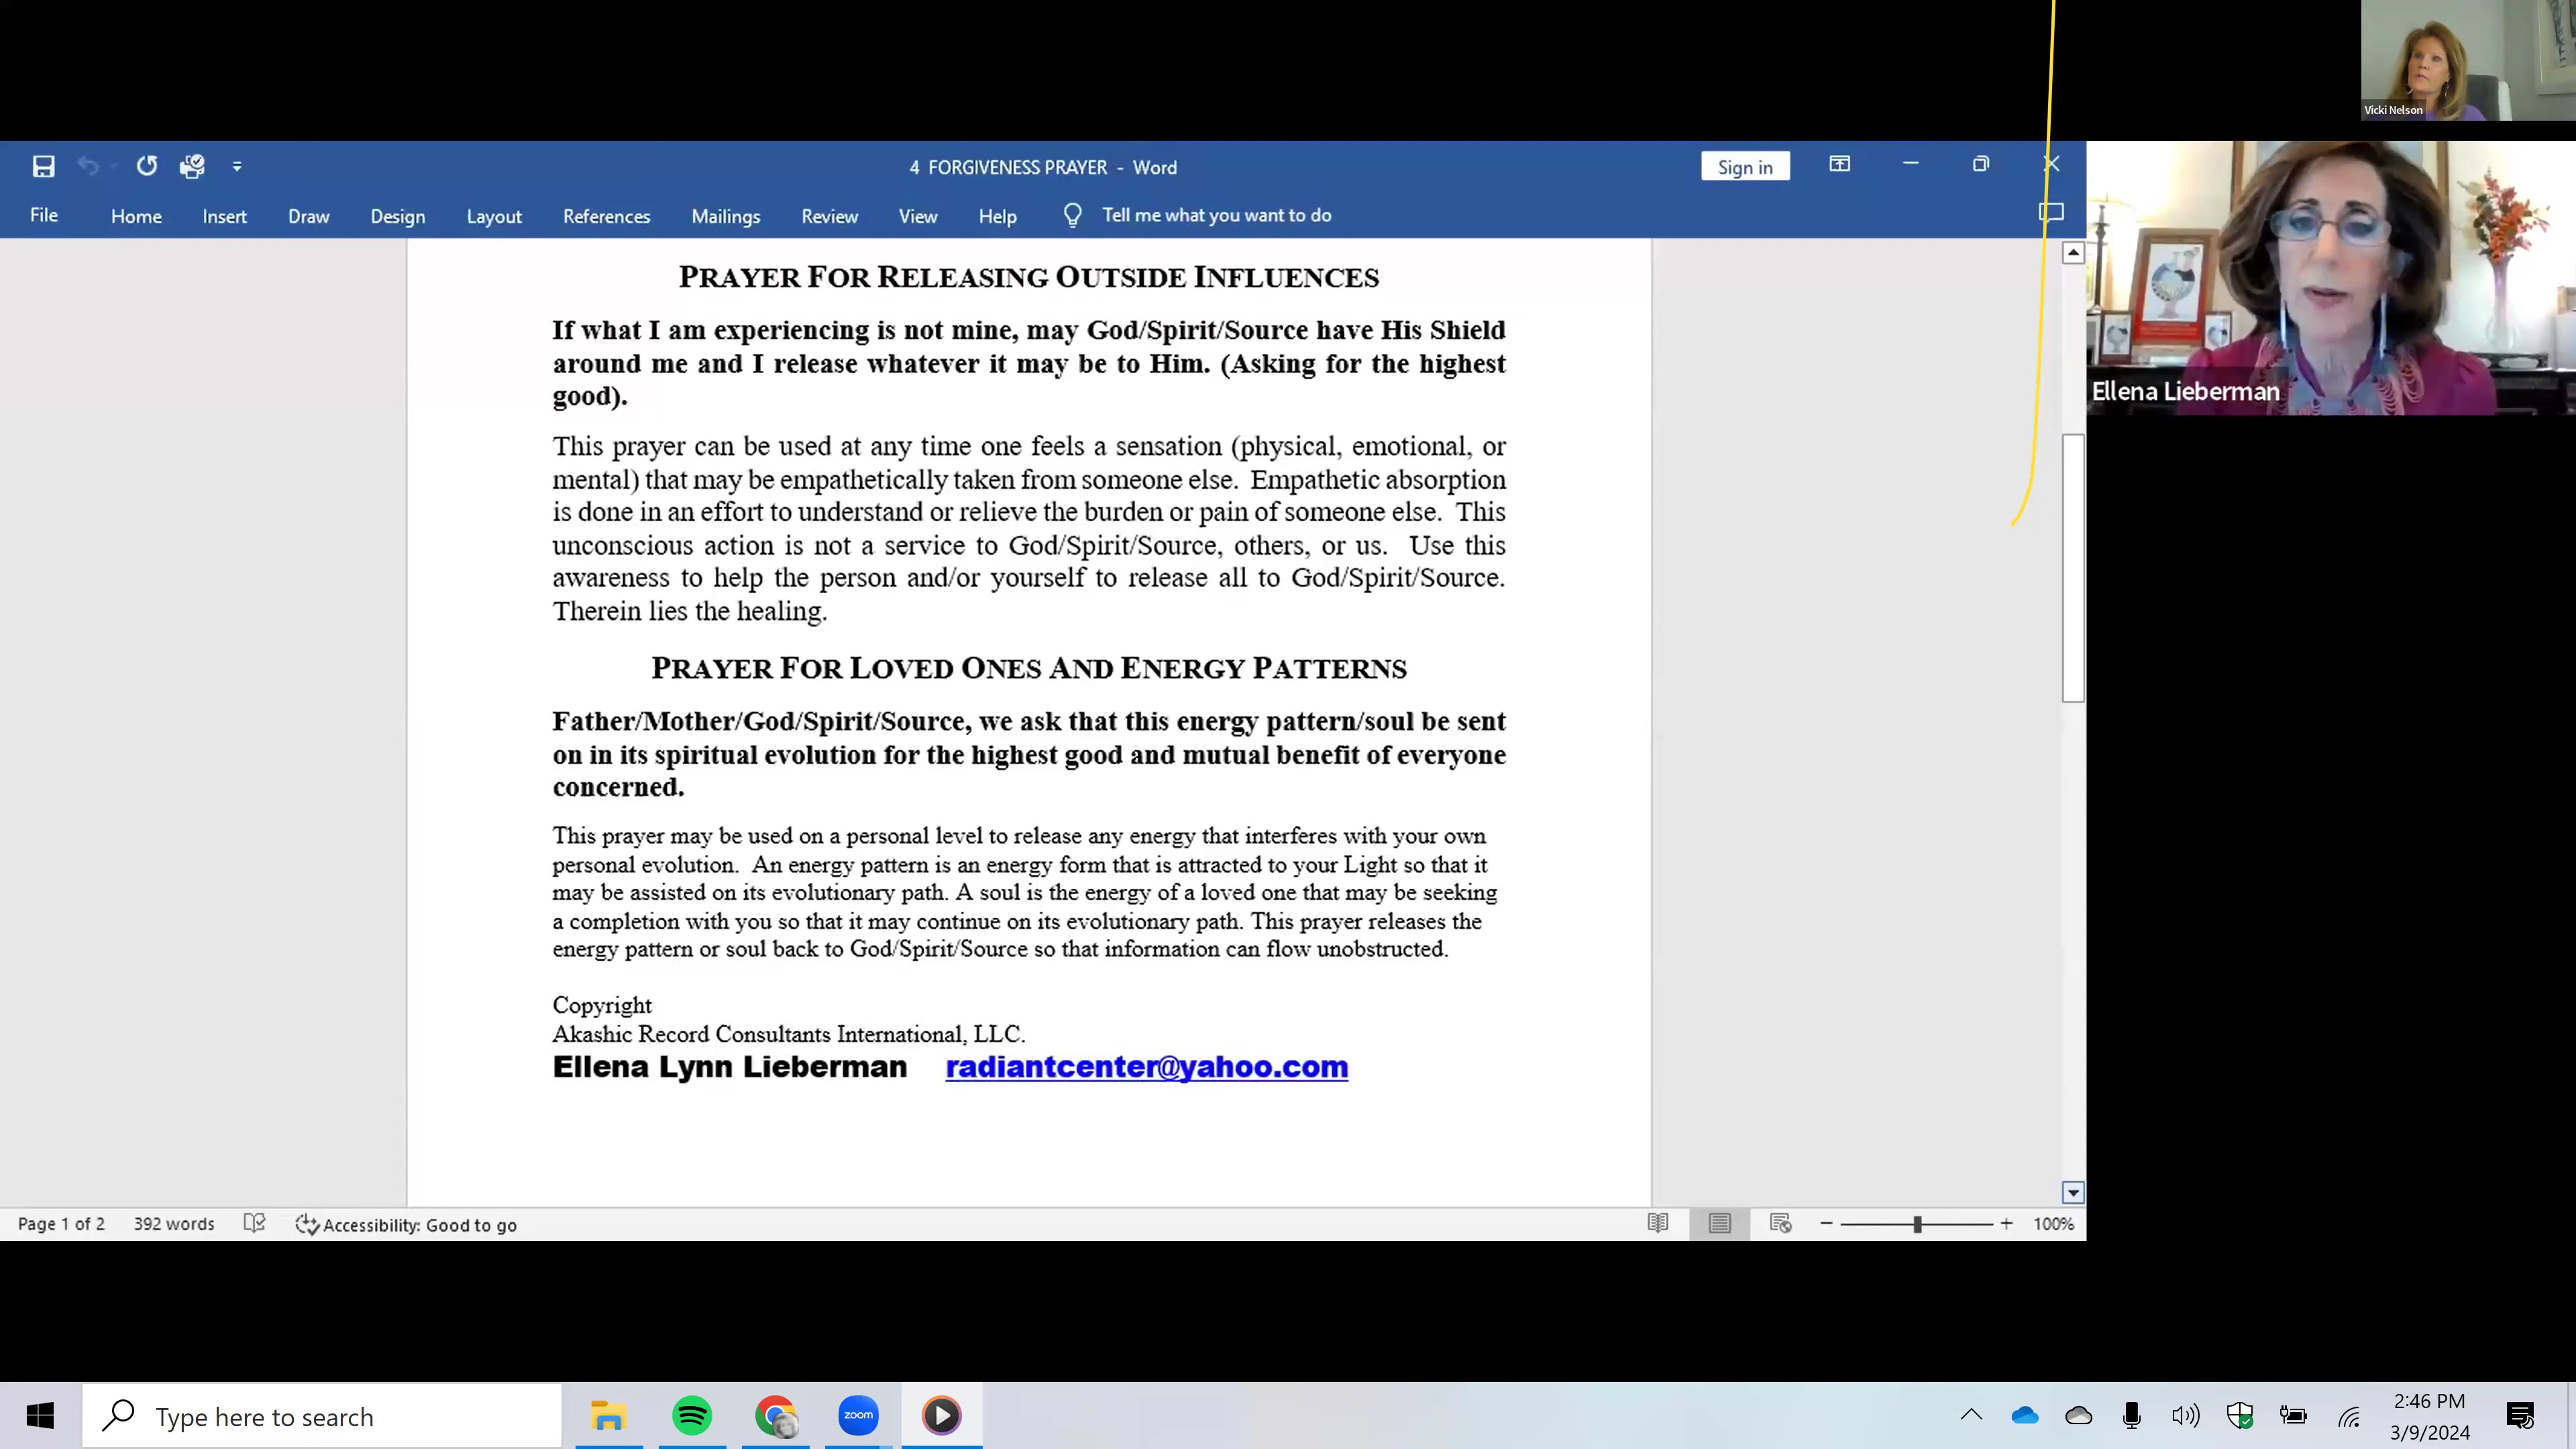 Vicki Nelson
4 FORGIVENESS PRAYER - Word
Sign in
File Home Insert Draw Design Layout References Mailings Review View Help Tell me what you want to do
PRAYER FOR RELEASING OUTSIDE INFLUENCES
If what I am experiencing is not mine, may God/Spirit/Source have His Shield
around me and I release whatever it may be to Him. (Asking for the highest
good).
This prayer can be used at any time one feels a sensation (physical, emotional, or
mental) that may be empathetically taken from someone else. Empathetic absorption
is done in an effort to understand or relieve the burden or pain of someone else. This
unconscious action is not a service to God/Spirit/Source, others, or us. Use this
awareness to help the person and/or yourself to release all to God/Spirit/Source.
Therein lies the healing.
Ellena Lieberman
PRAYER FOR LOVED ONES AND ENERGY PATTERNS
Father/Mother/God/Spirit/Source, we ask that this energy pattern/soul be sent
on in its spiritual evolution for the highest good and mutual benefit of everyone
concerned.
This prayer may be used on a personal level to release any energy that interferes with your own
personal evolution. An energy pattern is an energy form that is attracted to your Light so that it
may be assisted on its evolutionary path. A soul is the energy of a loved one that may be seeking
a completion with you so that it may continue on its evolutionary path. This prayer releases the
energy pattern or soul back to God/Spirit/Source so that information can flow unobstructed.
Copyright
Akashic Record Consultants International, LLC.
Ellena Lynn Lieberman radiantcenter@yahoo.com
Page 1 of 2 392 words Accessibility: Good to go 100%
Type here to search
zoom
2:46 PM
3/9/2024